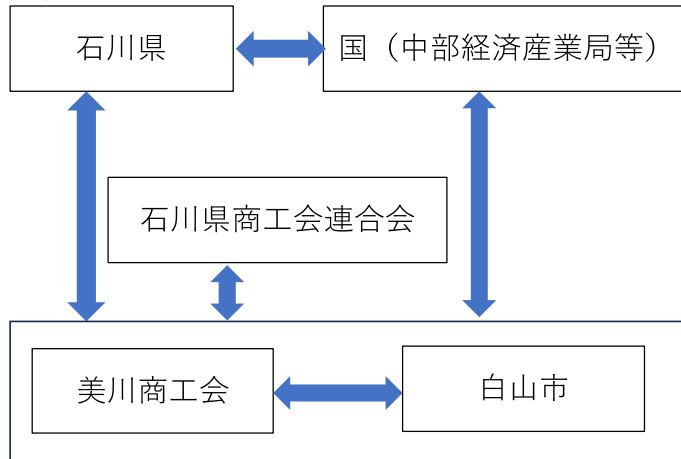 石川県
国（中部経済産業局等）
石川県商工会連合会
美川商工会
白山市